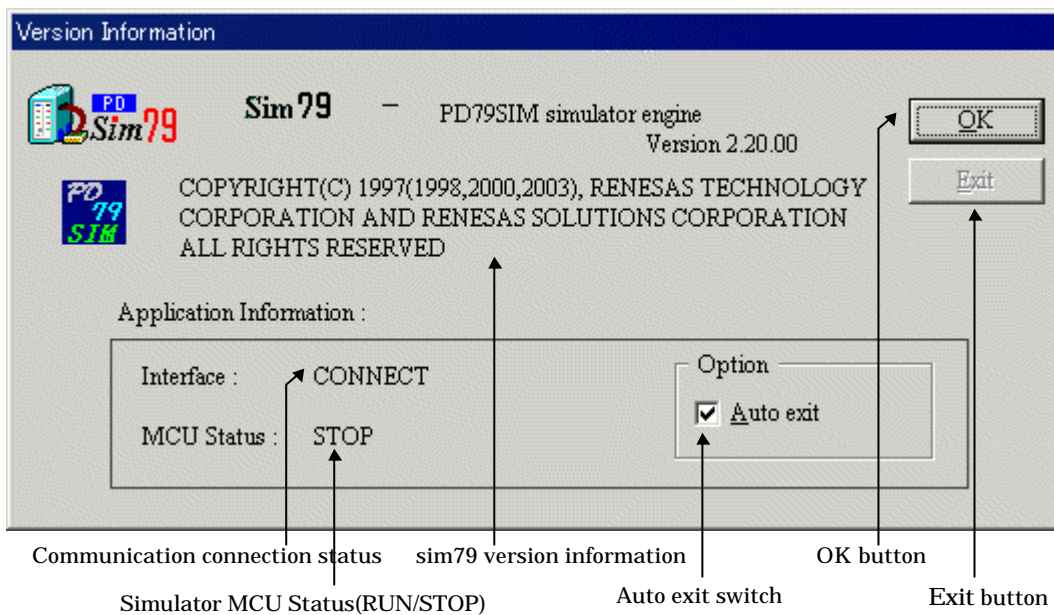 Version Information
PD
Sim79
Sim79 – PD79SIM simulator engine
Version 2.20.00
OK
Exit
PD
79
SIM
COPYRIGHT(C) 1997(1998,2000,2003), RENESAS TECHNOLOGY
CORPORATION AND RENESAS SOLUTIONS CORPORATION
ALL RIGHTS RESERVED
Application Information :
Interface : CONNECT
Option
Auto exit
MCU Status : STOP
Communication connection status
sim79 version information
OK button
Simulator MCU Status(RUN/STOP)
Auto exit switch
Exit button